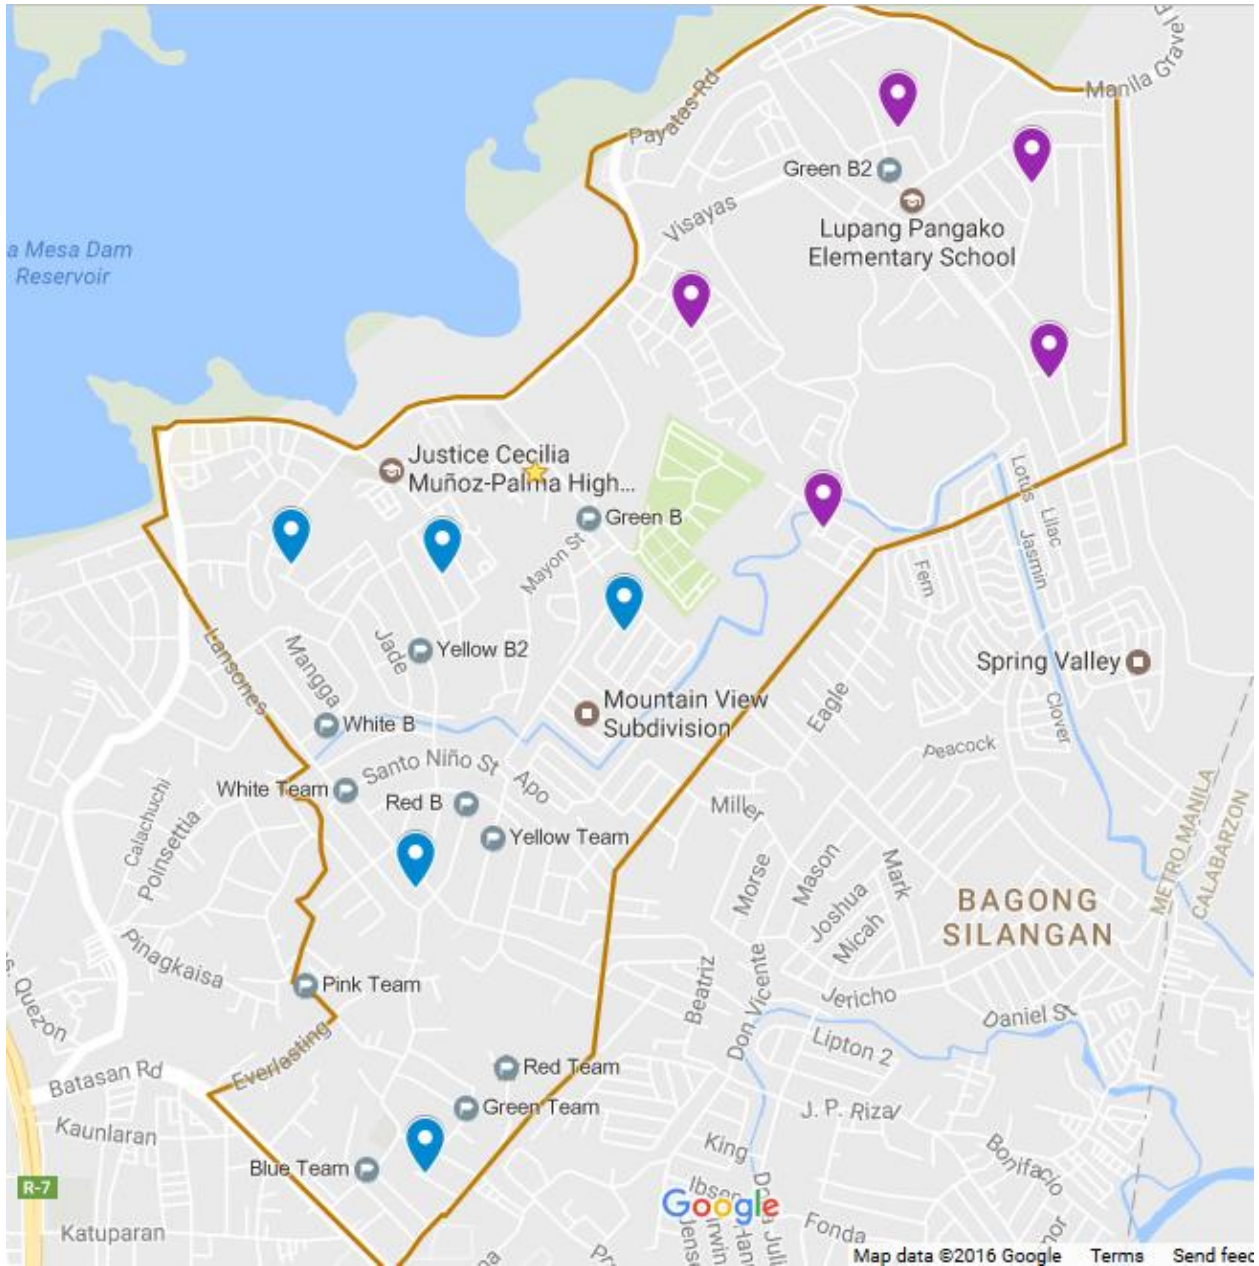 Manila Grave
Payatas Rd
Green B2
Visayas
Lupang Pangako
Elementary School
a Mesa Dam
Reservoir
Justice Cecilia
Muñoz-Palma High...
Green B
Mayon St
Lotus
Lilac
Jasmin
Fern
Lansones
Mangga
Jade
Yellow B2
Spring Valley
Mountain View
Subdivision
Eagle
Clover
White B
Peacock
Santo Niño St
Apo
White Team
Red B
Miller
Yellow Team
Calachuchi
Poinsettia...
METRO MANILA
CALABARZON
Morse
Mason
Mark
Joshua
Micah
BAGONG
SILANGAN
Pinagkaisa
Pink Team
Quezon
Beatriz
Don Vicente
Jericho
Daniel St
Everlasting
Lipton 2
Batasan Rd
Red Team
Green Team
J. P. Rizal
Kaunlaran
King
Bonifacio
Blue Team
R-7
Ibsen
Google
Katuparan
Fonda
Map data ©2016 Google Terms Send feed